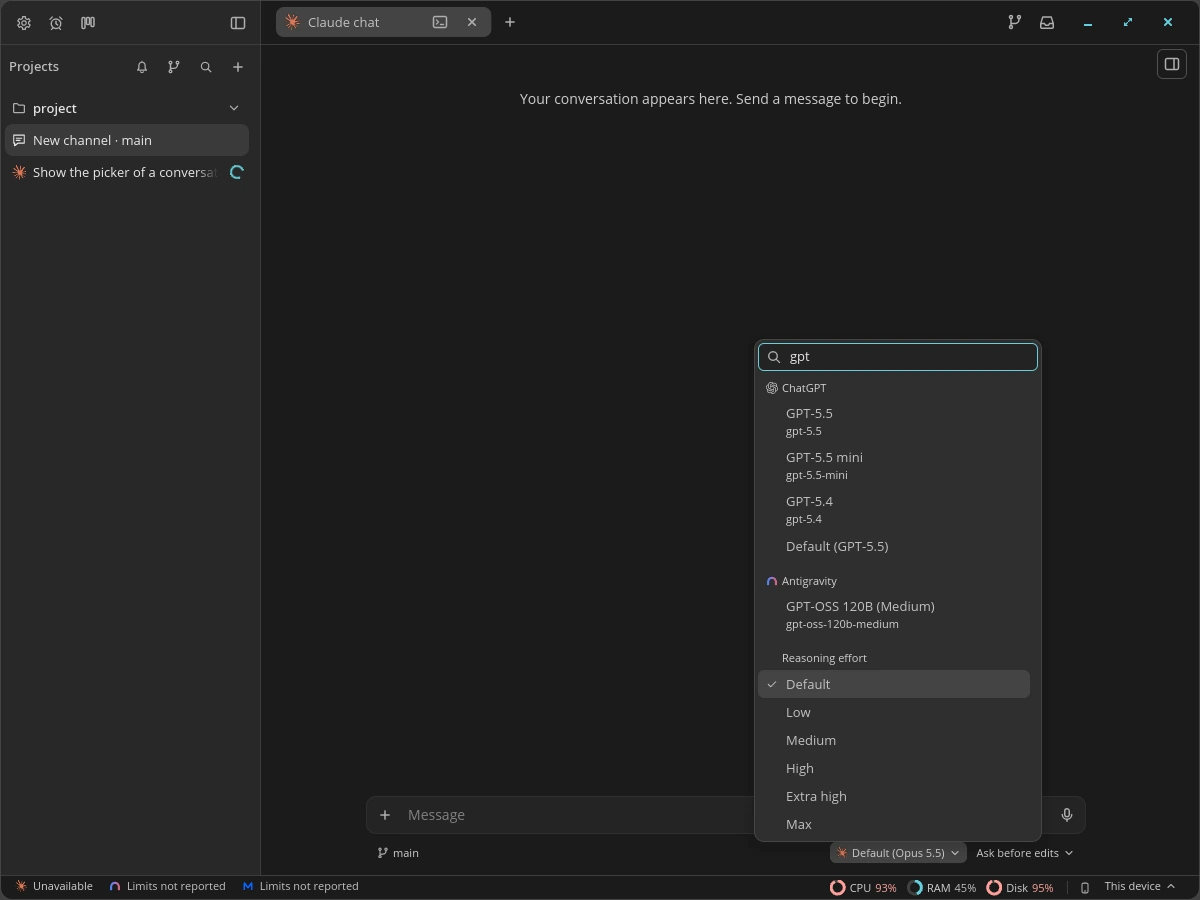 Claude chat
Projects
project
New channel · main
Show the picker of a conversat
Your conversation appears here. Send a message to begin.
gpt
ChatGPT
GPT-5.5
gpt-5.5
GPT-5.5 mini
gpt-5.5-mini
GPT-5.4
gpt-5.4
Default (GPT-5.5)
Antigravity
GPT-OSS 120B (Medium)
gpt-oss-120b-medium
Reasoning effort
Default
Low
Medium
High
Extra high
Max
Message
main
Default (Opus 5.5)
Ask before edits
Unavailable
Limits not reported
Limits not reported
CPU 93%
RAM 45%
Disk 95%
This device